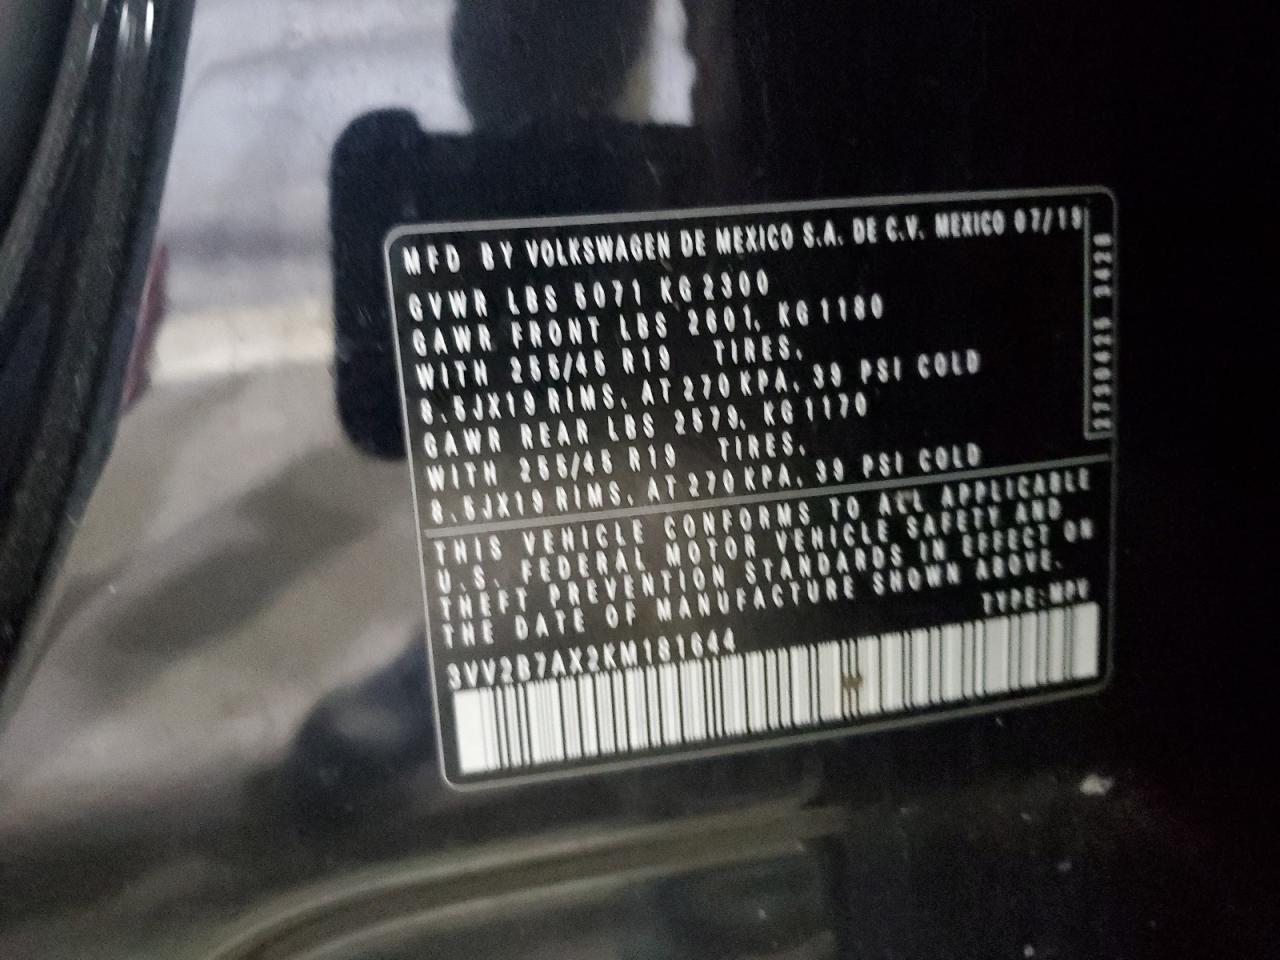 MFD BY VOLKSWAGEN DE MEXICO S.A. DE C.V. MEXICO
GVWR LBS 5071 KG 2300
GAWR FRONT LBS 2601, KG 1180
WITH 255/45 R19 TIRES,
8.5JX19 RIMS, AT 270 KPA, 39 PSI COLD
GAWR REAR LBS 2579, KG 1170
WITH 255/45 R19 TIRES,
8.5JX19 RIMS, AT 270 KPA, 39 PSI COLD
THIS VEHICLE CONFORMS TO ALL APPLICABLE
U.S. FEDERAL MOTOR VEHICLE SAFETY AND
THEFT PREVENTION STANDARDS IN EFFECT ON
THE DATE OF MANUFACTURE SHOWN ABOVE.
TYPE: MPV
3VV2B7AX2KM181644